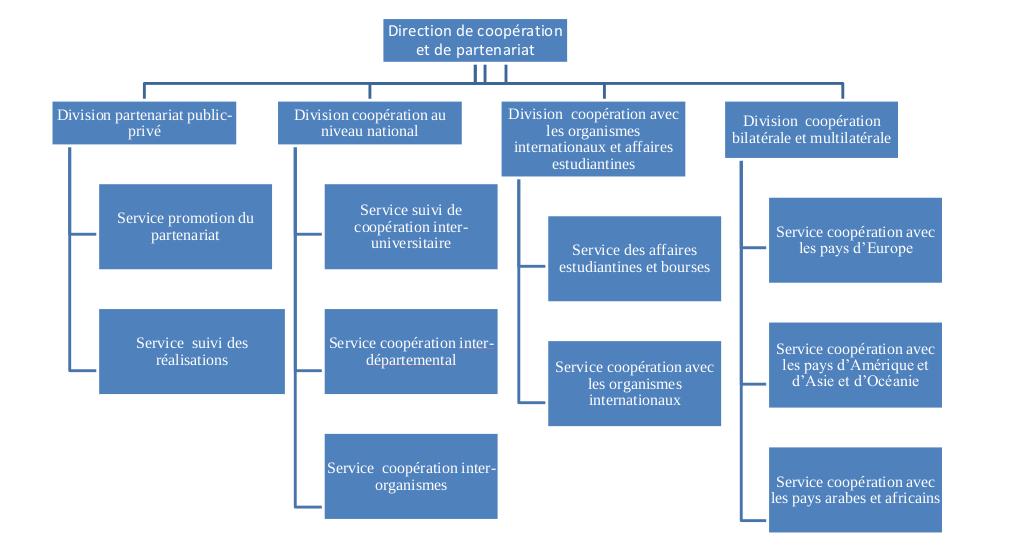 Direction de coopération
et de partenariat
Division partenariat public-
privé
Division coopération au
niveau national
Division  coopération avec
les organismes
internationaux et affaires
estudiantines
Division  coopération
bilatérale et multilatérale
Service promotion du
partenariat
Service  suivi des
réalisations
Service suivi de
coopération inter-
universitaire
Service coopération inter-
départemental
Service  coopération inter-
organismes
Service des affaires
estudiantines et bourses
Service coopération avec
les organismes
internationaux
Service coopération avec
les pays d’Europe
Service coopération avec
les pays d’Amérique et
d’Asie et d’Océanie
Service coopération avec
les pays arabes et africains